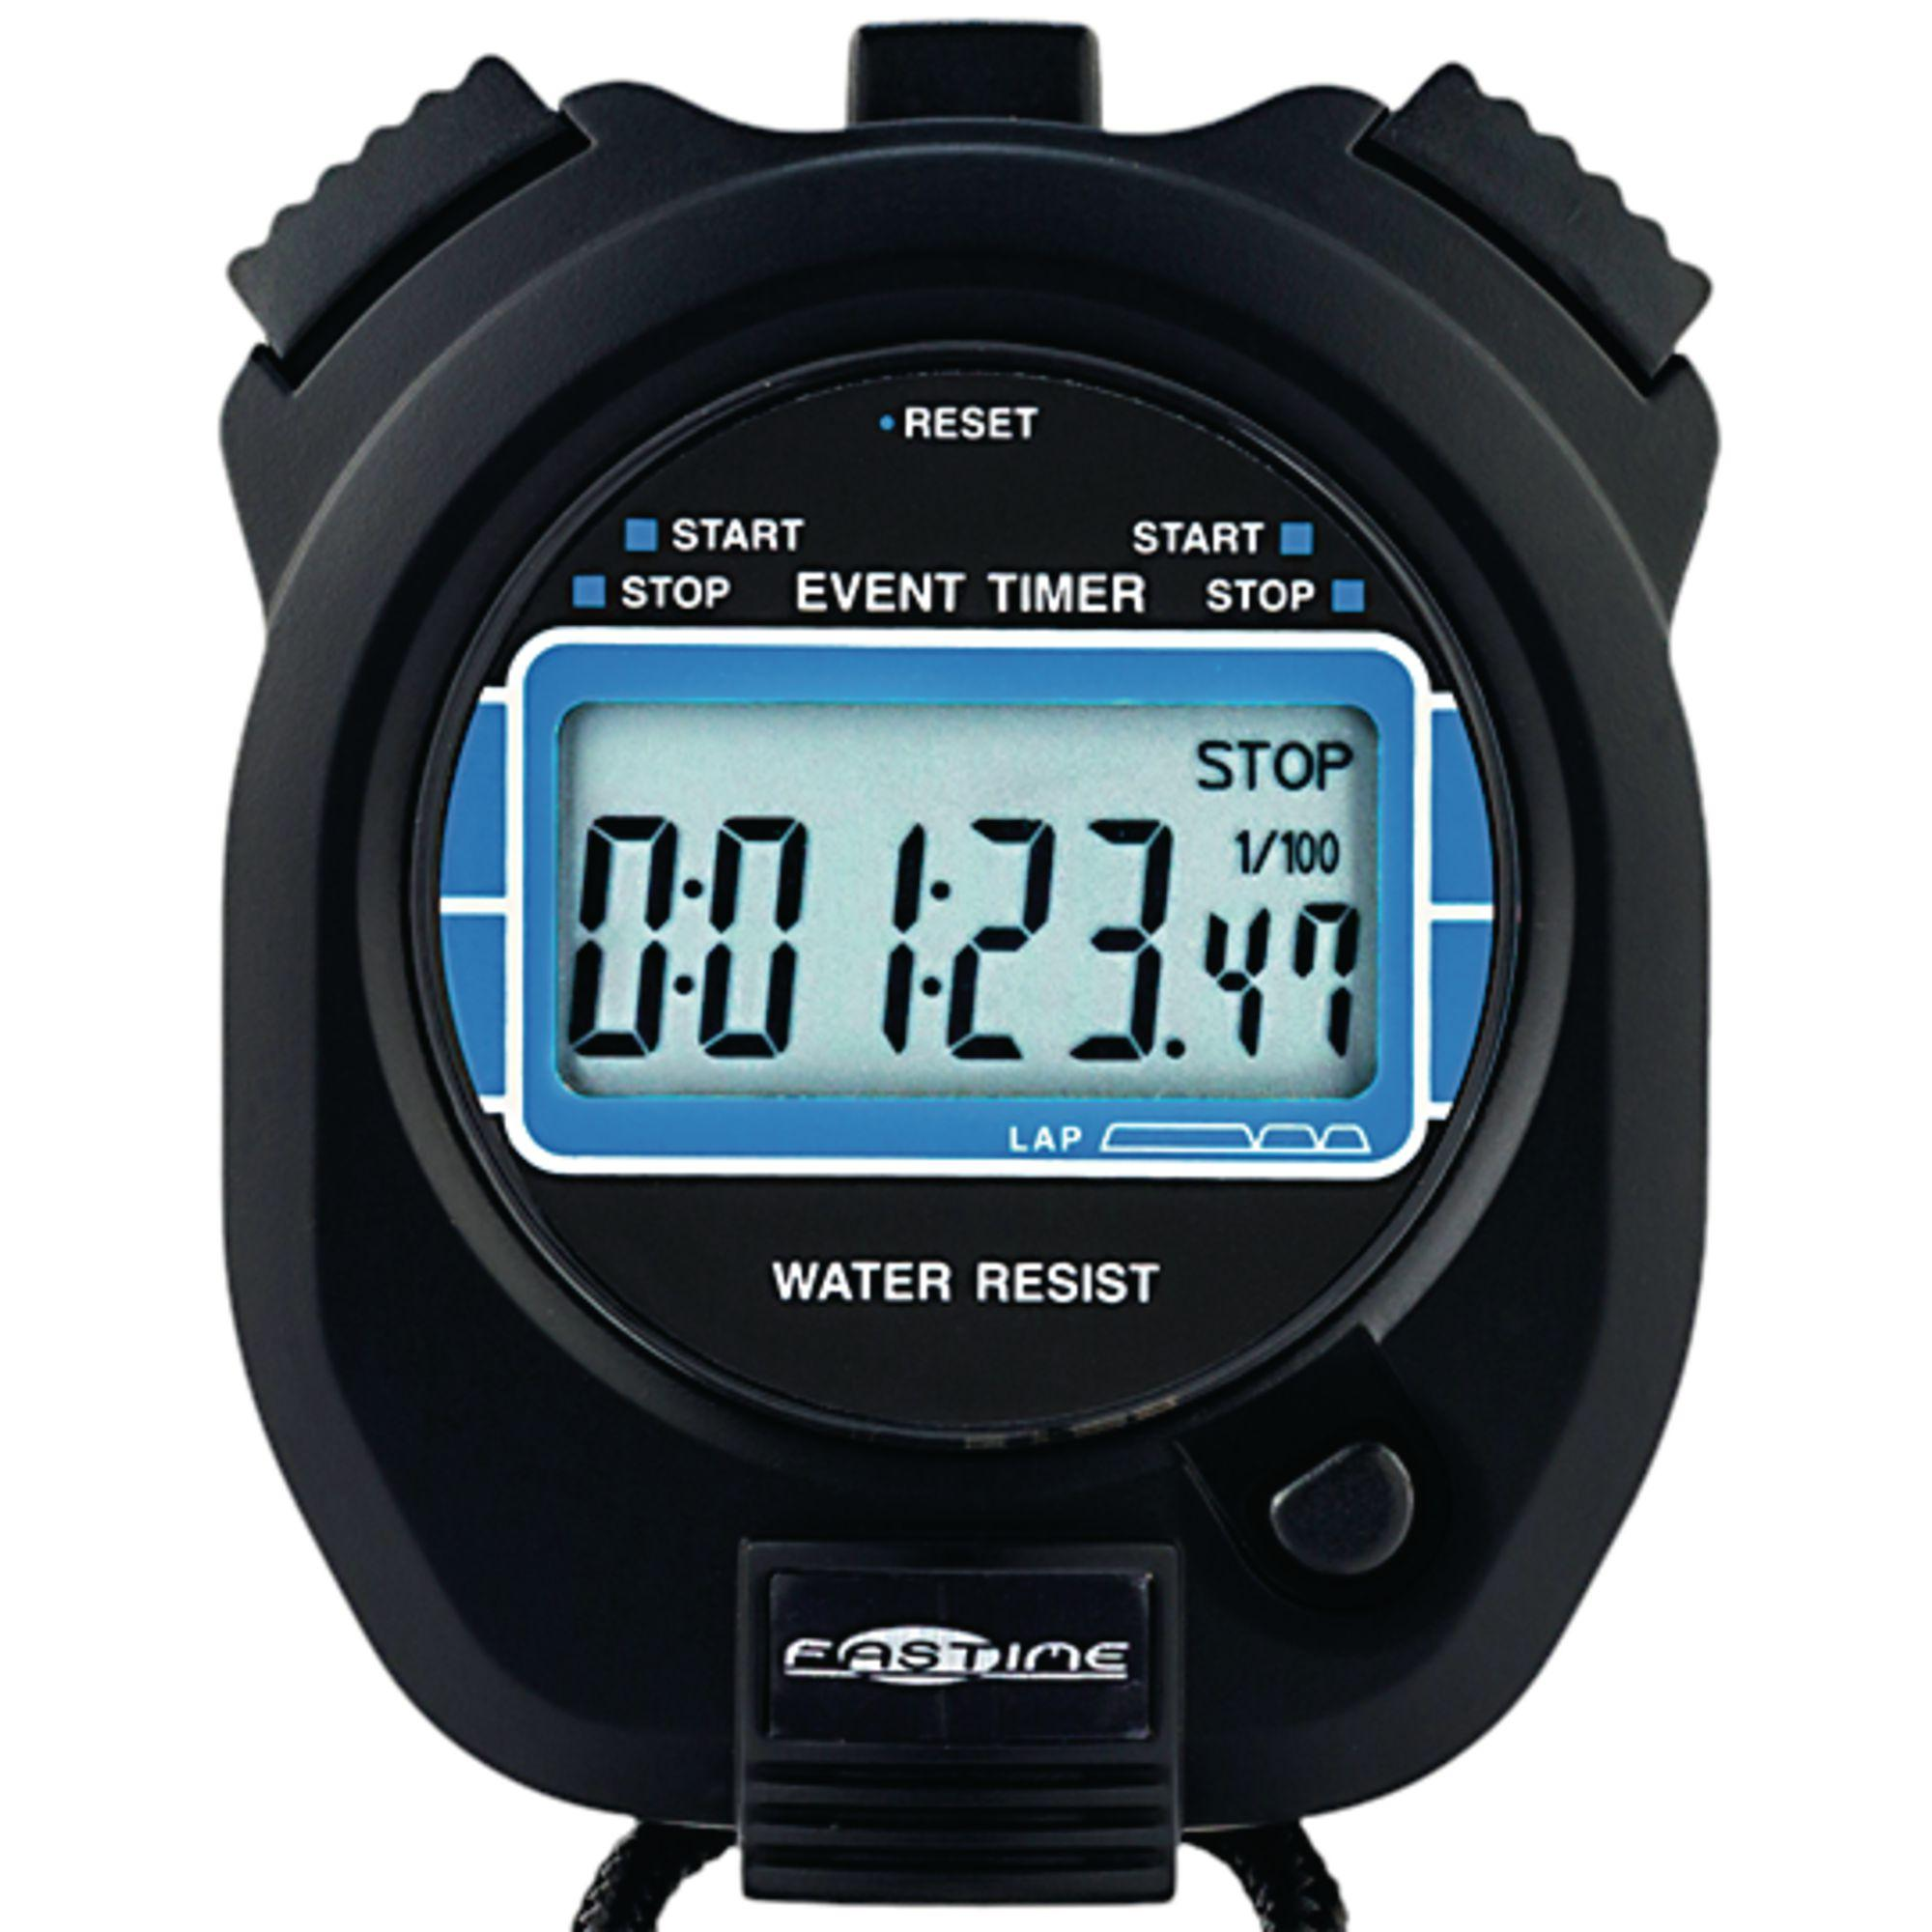 RESET
START START
STOP EVENT TIMER STOP
STOP
1/100
0:01:23.47
LAP
WATER RESIST
FASTIME